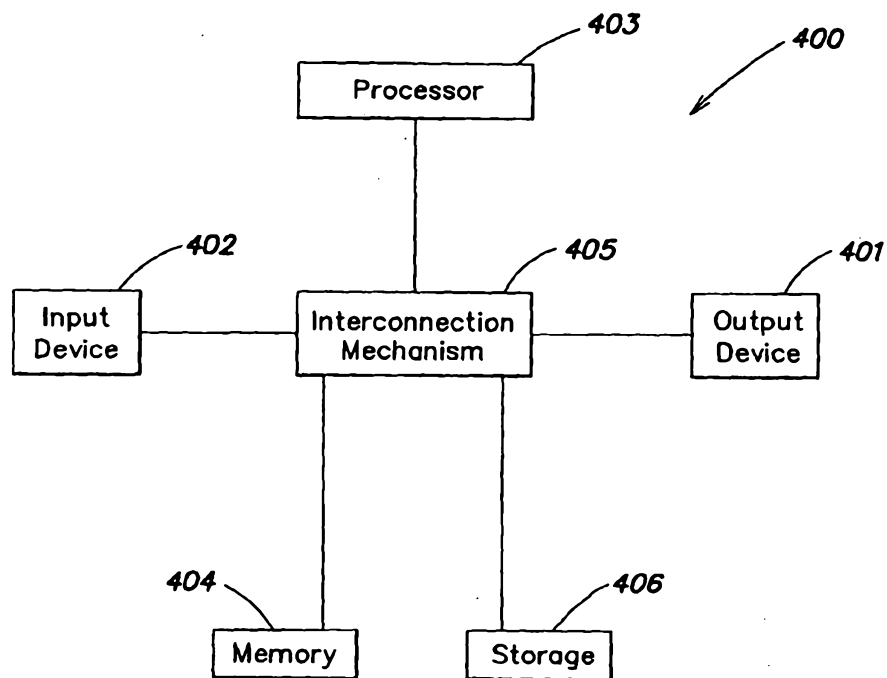 403
400
Processor
402
405
401
Input
Device
Interconnection
Mechanism
Output
Device
404
406
Memory
Storage